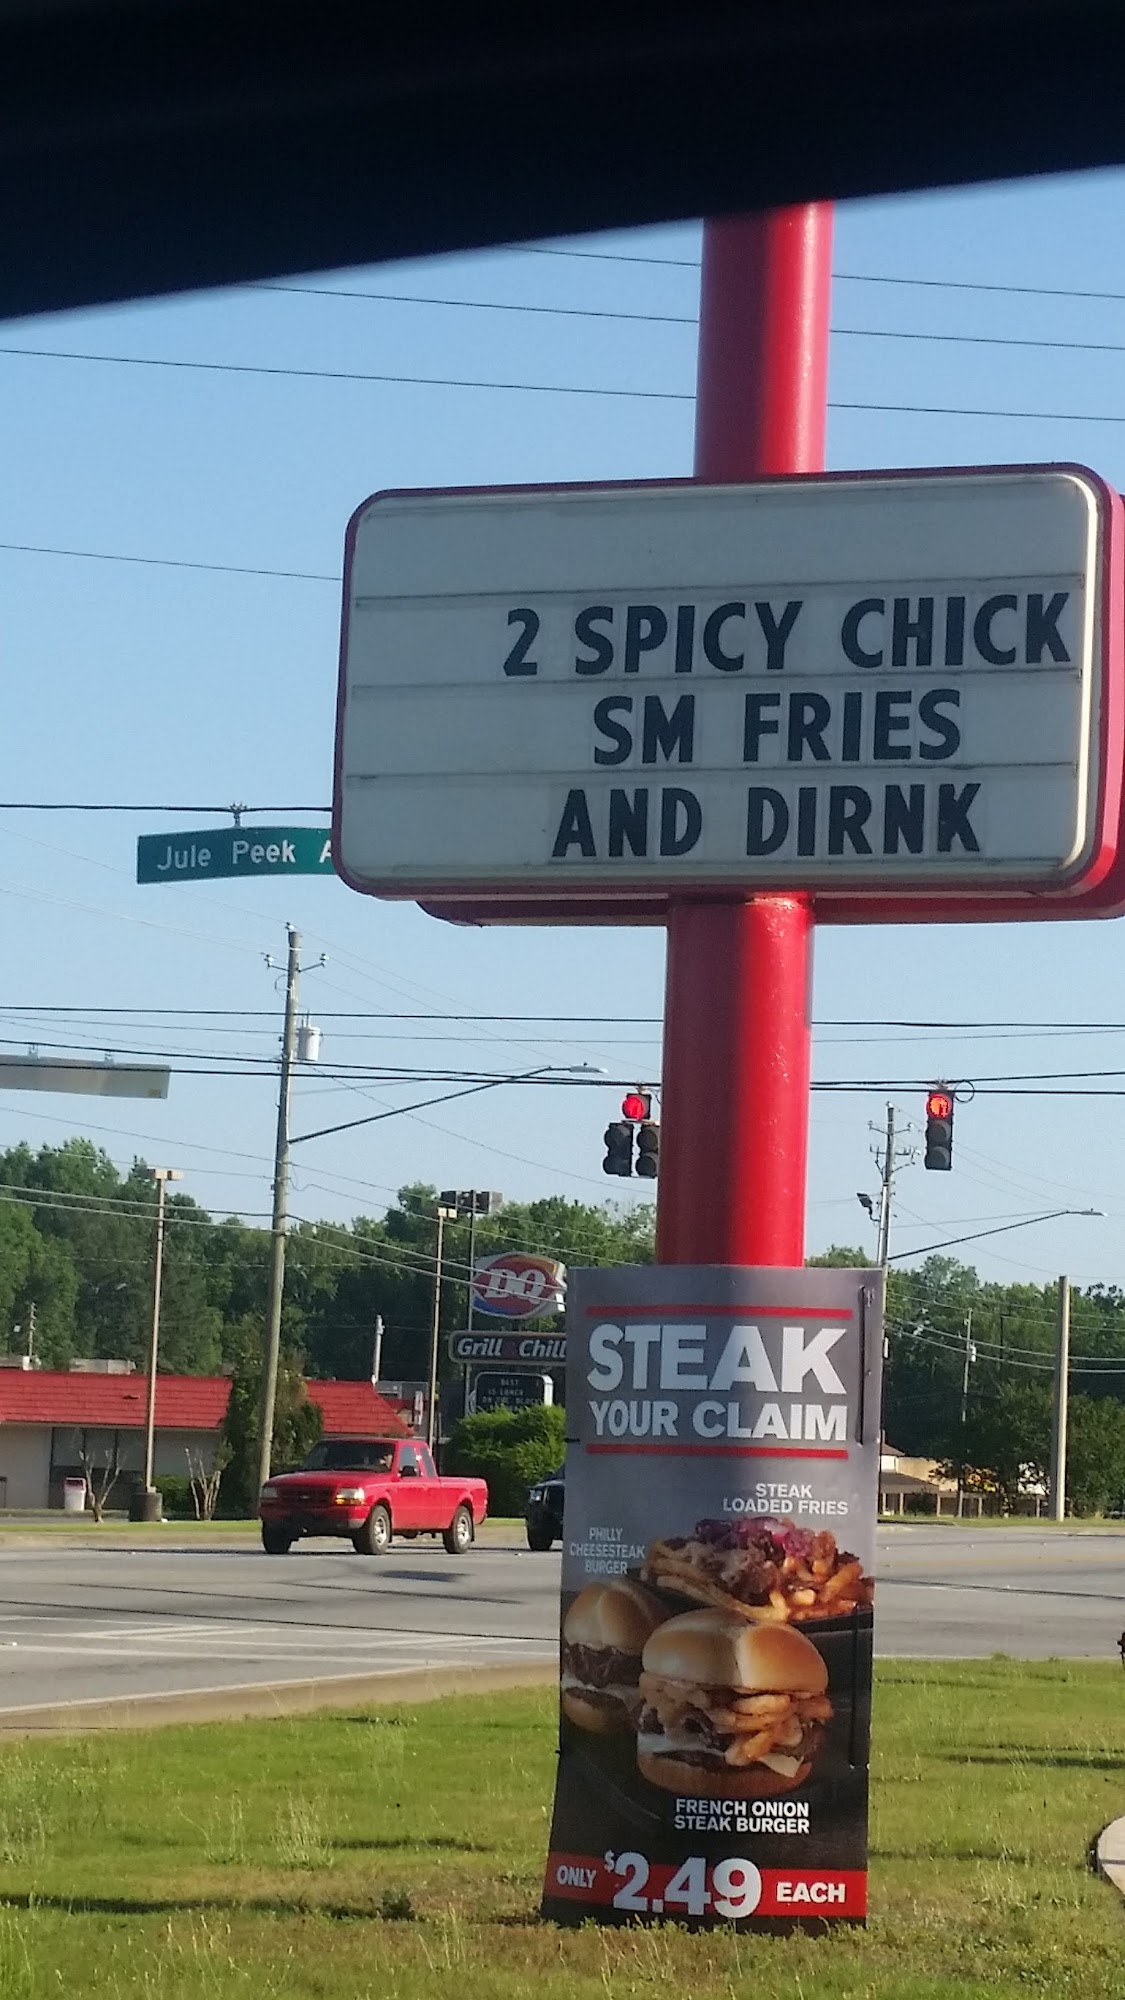 2 SPICY CHICK
SM FRIES
AND DIRNK
Jule Peek
DQ
Grill Chill
STEAK
YOUR CLAIM
STEAK
LOADED FRIES
PHILLY
CHEESESTEAK
BURGER
FRENCH ONION
STEAK BURGER
ONLY $2.49 EACH